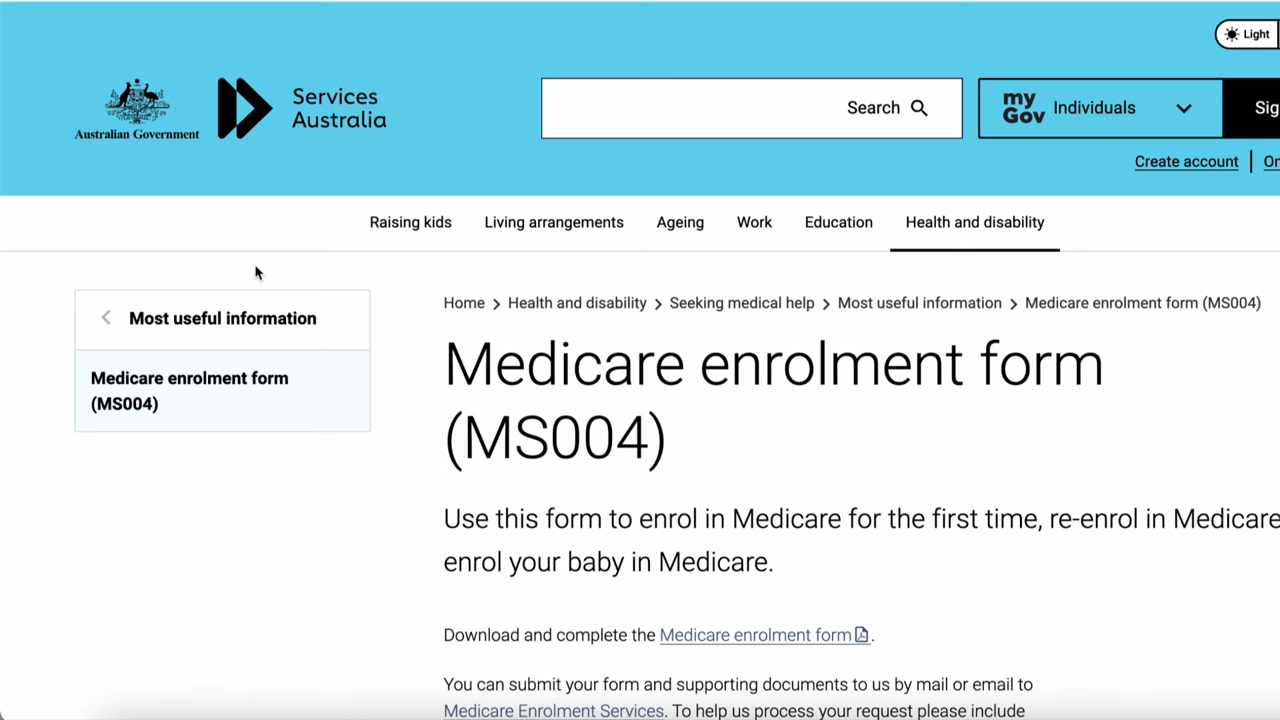 Light
Australian Government
Services
Australia
Search
my
Gov
Individuals
Create account
Raising kids
Living arrangements
Ageing
Work
Education
Health and disability
Most useful information
Medicare enrolment form
(MS004)
Home > Health and disability > Seeking medical help > Most useful information > Medicare enrolment form (MS004)
Medicare enrolment form
(MS004)
Use this form to enrol in Medicare for the first time, re-enrol in Medicare
enrol your baby in Medicare.
Download and complete the Medicare enrolment form.
You can submit your form and supporting documents to us by mail or email to
Medicare Enrolment Services. To help us process your request please include